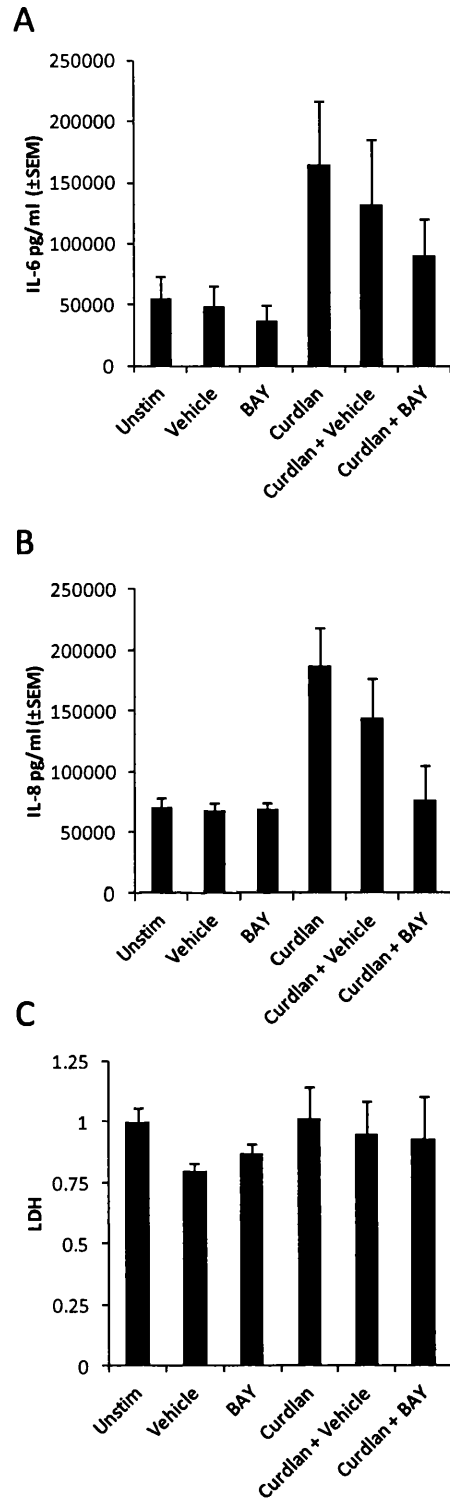 A
IL-6 pg/ml (±SEM)
250000
200000
150000
100000
50000
0
Unstim
Vehicle
BAY
Curdlan
Curdlan + Vehicle
Curdlan + BAY
B
IL-8 pg/ml (±SEM)
250000
200000
150000
100000
50000
0
Unstim
Vehicle
BAY
Curdlan
Curdlan + Vehicle
Curdlan + BAY
C
LDH
1.25
1
0.75
0.5
0.25
0
Unstim
Vehicle
BAY
Curdlan
Curdlan + Vehicle
Curdlan + BAY